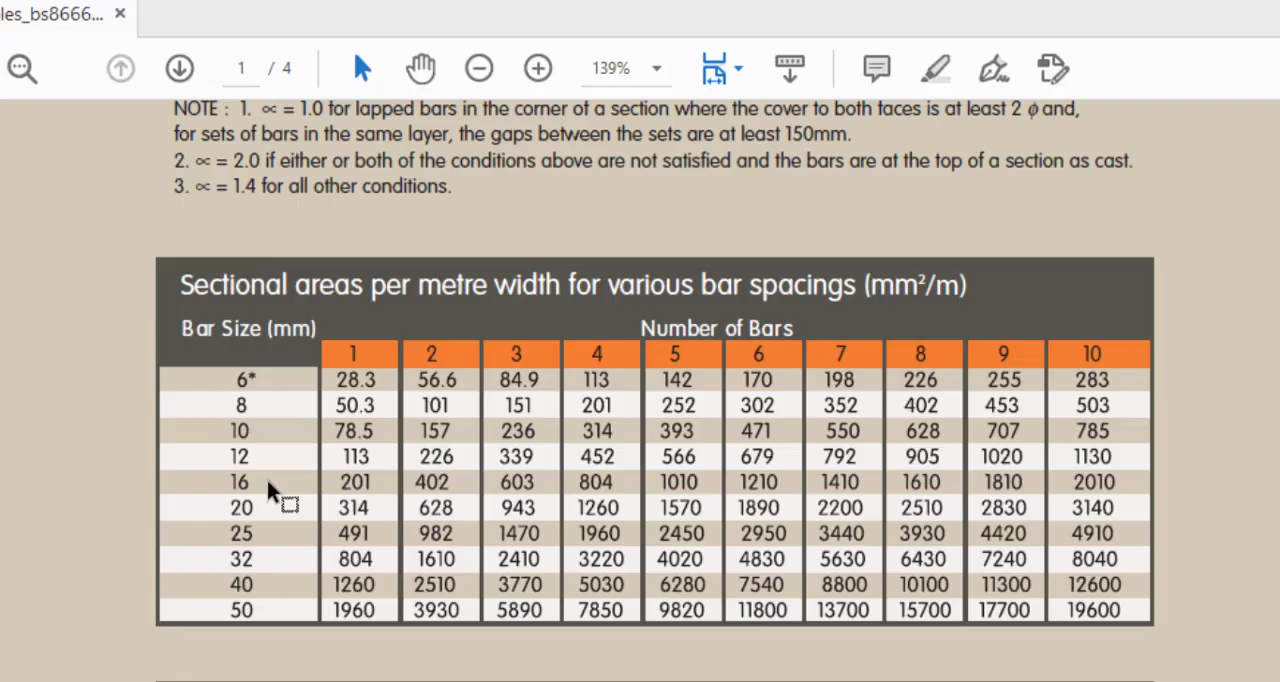 les_bs8666... ×
1 / 4 139%
NOTE : 1. ∝ = 1.0 for lapped bars in the corner of a section where the cover to both faces is at least 2 ϕ and,
for sets of bars in the same layer, the gaps between the sets are at least 150mm.
2. ∝ = 2.0 if either or both of the conditions above are not satisfied and the bars are at the top of a section as cast.
3. ∝ = 1.4 for all other conditions.
Sectional areas per metre width for various bar spacings (mm²/m)
Bar Size (mm) Number of Bars
1 2 3 4 5 6 7 8 9 10
6* 28.3 56.6 84.9 113 142 170 198 226 255 283
8 50.3 101 151 201 252 302 352 402 453 503
10 78.5 157 236 314 393 471 550 628 707 785
12 113 226 339 452 566 679 792 905 1020 1130
16 201 402 603 804 1010 1210 1410 1610 1810 2010
20 314 628 943 1260 1570 1890 2200 2510 2830 3140
25 491 982 1470 1960 2450 2950 3440 3930 4420 4910
32 804 1610 2410 3220 4020 4830 5630 6430 7240 8040
40 1260 2510 3770 5030 6280 7540 8800 10100 11300 12600
50 1960 3930 5890 7850 9820 11800 13700 15700 17700 19600